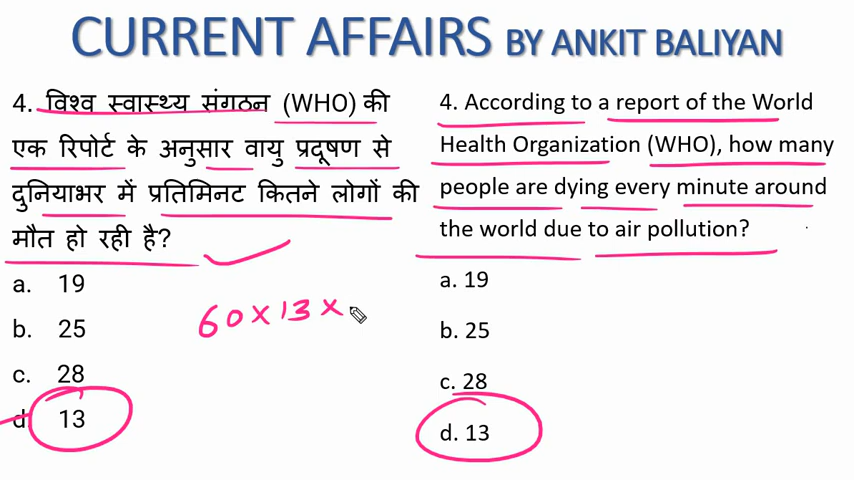 CURRENT AFFAIRS BY ANKIT BALIYAN
4. विश्व स्वास्थ्य संगठन (WHO) की
एक रिपोर्ट के अनुसार वायु प्रदूषण से
दुनियाभर में प्रतिमिनट कितने लोगों की
मौत हो रही है?
a. 19
b. 25
c. 28
d. 13
60×13×
4. According to a report of the World
Health Organization (WHO), how many
people are dying every minute around
the world due to air pollution?
a. 19
b. 25
c. 28
d. 13